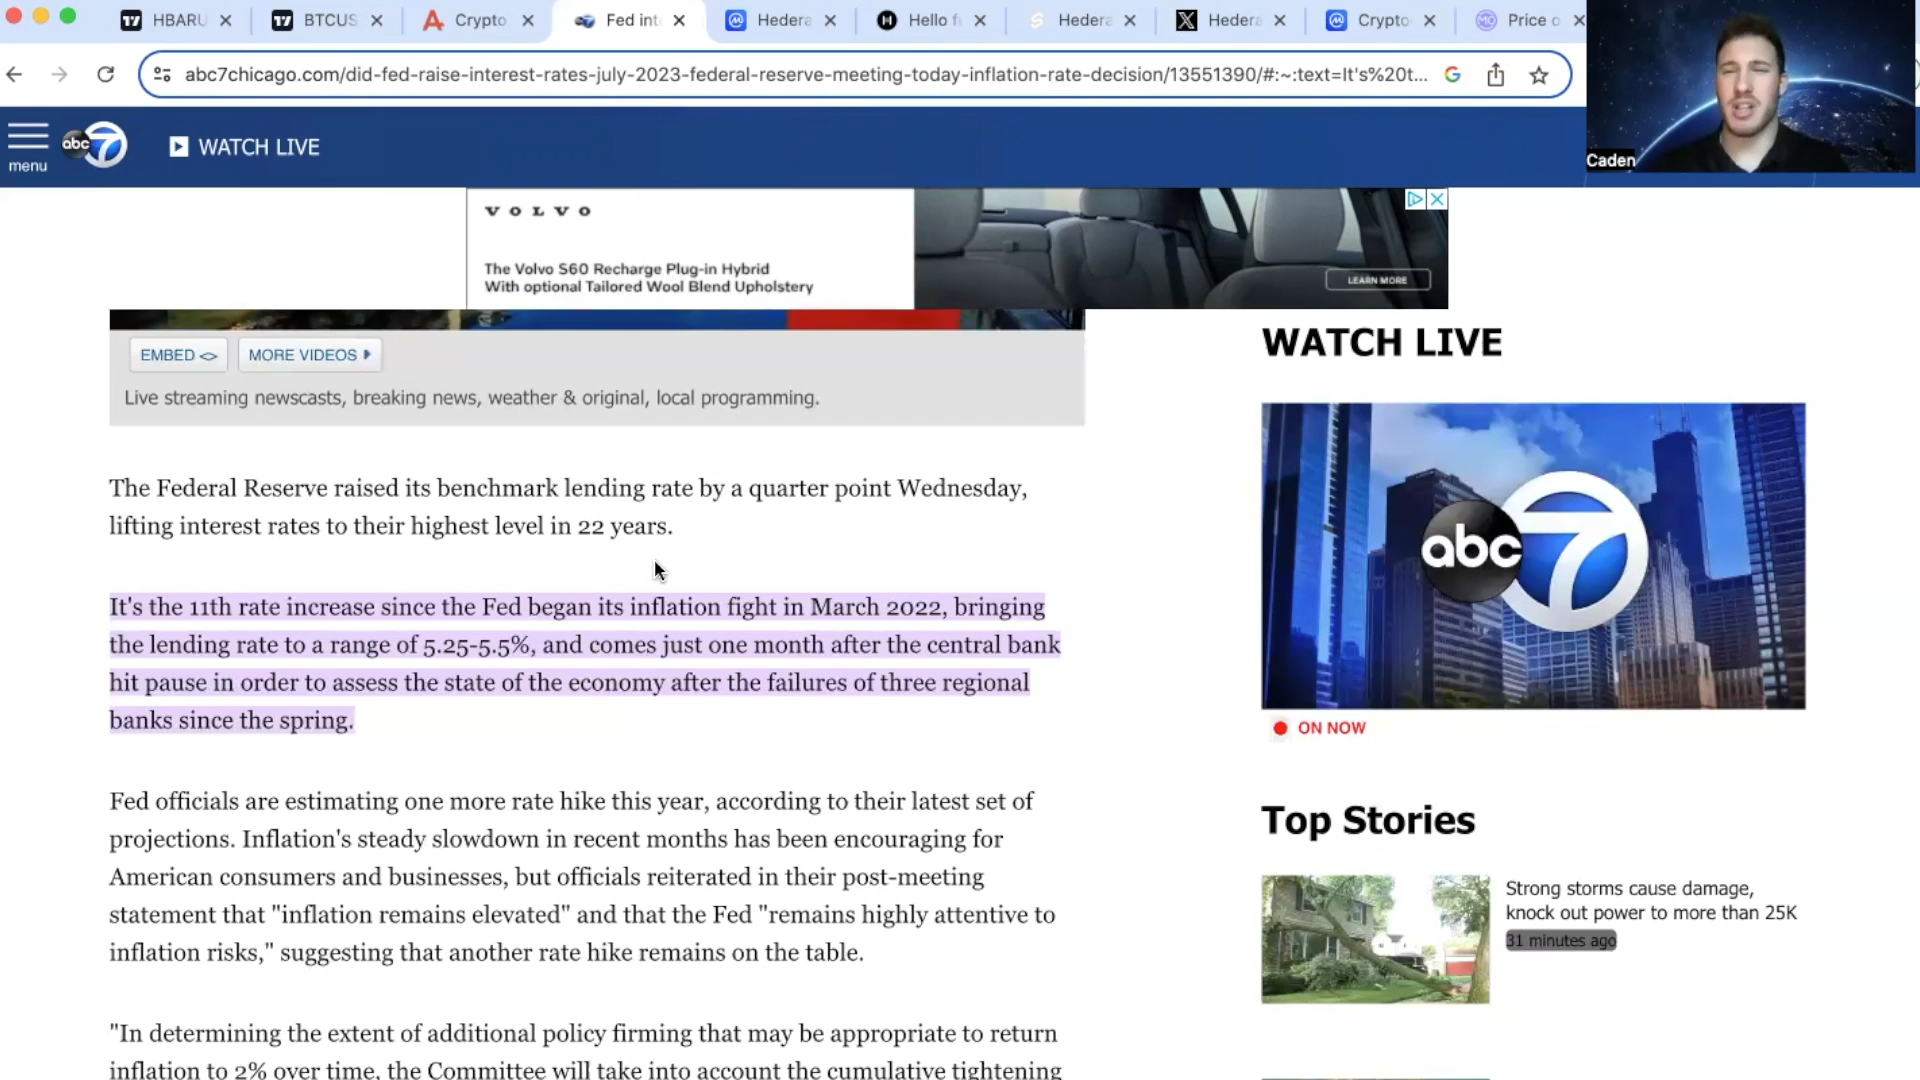 HBARU
BTCUS
Crypto
Fed int
Hedera
Hello f
Hedera
Hedera
Crypto
Price o
abc7chicago.com/did-fed-raise-interest-rates-july-2023-federal-reserve-meeting-today-inflation-rate-decision/13551390/#:~:text=It's%20t...
Caden
menu
abc 7
WATCH LIVE
VOLVO
The Volvo S60 Recharge Plug-in Hybrid
With optional Tailored Wool Blend Upholstery
LEARN MORE
EMBED <>
MORE VIDEOS
Live streaming newscasts, breaking news, weather & original, local programming.
The Federal Reserve raised its benchmark lending rate by a quarter point Wednesday,
lifting interest rates to their highest level in 22 years.
It's the 11th rate increase since the Fed began its inflation fight in March 2022, bringing
the lending rate to a range of 5.25-5.5%, and comes just one month after the central bank
hit pause in order to assess the state of the economy after the failures of three regional
banks since the spring.
Fed officials are estimating one more rate hike this year, according to their latest set of
projections. Inflation's steady slowdown in recent months has been encouraging for
American consumers and businesses, but officials reiterated in their post-meeting
statement that "inflation remains elevated" and that the Fed "remains highly attentive to
inflation risks," suggesting that another rate hike remains on the table.
"In determining the extent of additional policy firming that may be appropriate to return
inflation to 2% over time, the Committee will take into account the cumulative tightening
WATCH LIVE
abc 7
ON NOW
Top Stories
Strong storms cause damage,
knock out power to more than 25K
31 minutes ago